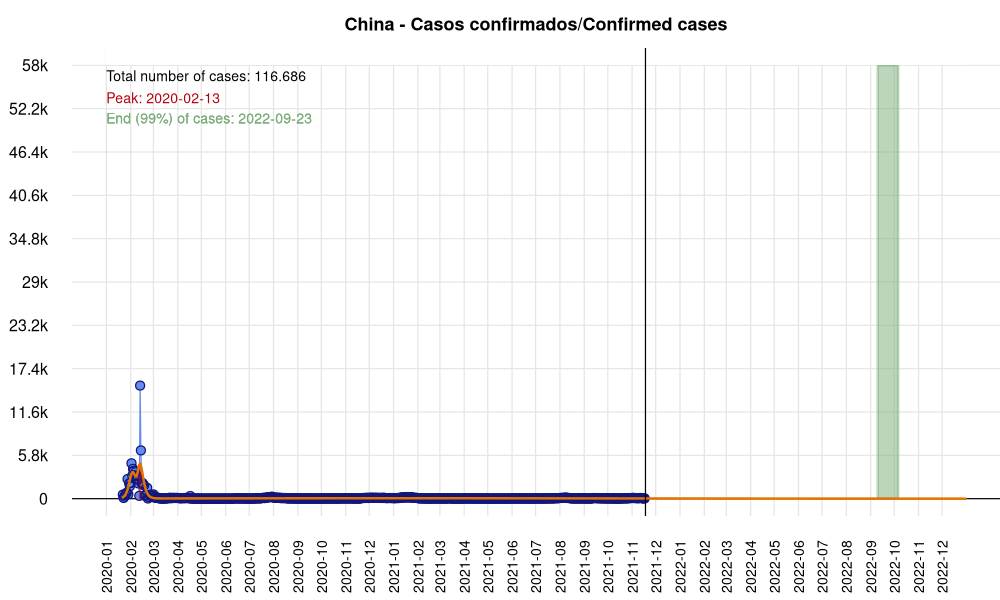 China - Casos confirmados/Confirmed cases
Total number of cases: 116.686
Peak: 2020-02-13
End (99%) of cases: 2022-09-23
58k
52.2k
46.4k
40.6k
34.8k
29k
23.2k
17.4k
11.6k
5.8k
0
2020-01
2020-02
2020-03
2020-04
2020-05
2020-06
2020-07
2020-08
2020-09
2020-10
2020-11
2020-12
2021-01
2021-02
2021-03
2021-04
2021-05
2021-06
2021-07
2021-08
2021-09
2021-10
2021-11
2021-12
2022-01
2022-02
2022-03
2022-04
2022-05
2022-06
2022-07
2022-08
2022-09
2022-10
2022-11
2022-12